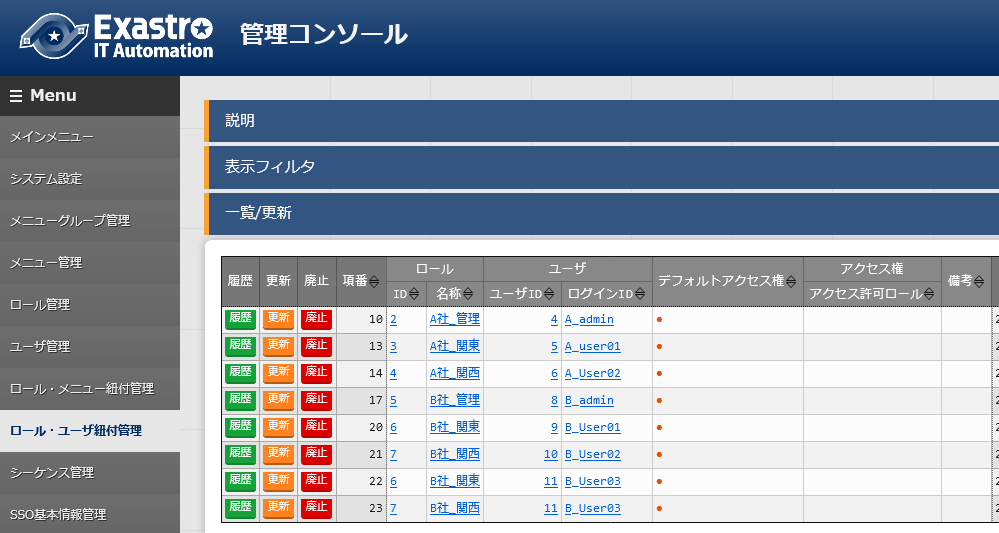 Exastro
IT Automation
管理コンソール
Menu
メインメニュー
システム設定
メニューグループ管理
メニュー管理
ロール管理
ユーザ管理
ロール・メニュー紐付管理
ロール・ユーザ紐付管理
シーケンス管理
SSO基本情報管理
説明
表示フィルタ
一覧/更新
履歴 更新 廃止 項番 ロール ユーザ デフォルトアクセス権 アクセス権 備考
ID 名称 ユーザID ログインID アクセス許可ロール
履歴 更新 廃止 10 2 A社_管理 4 A_admin ● 2
履歴 更新 廃止 13 3 A社_関東 5 A_user01 ● 2
履歴 更新 廃止 14 4 A社_関西 6 A_User02 ● 2
履歴 更新 廃止 17 5 B社_管理 8 B_admin ● 2
履歴 更新 廃止 20 6 B社_関東 9 B_User01 ● 2
履歴 更新 廃止 21 7 B社_関西 10 B_User02 ● 2
履歴 更新 廃止 22 6 B社_関東 11 B_User03 ● 2
履歴 更新 廃止 23 7 B社_関西 11 B_User03 ● 2